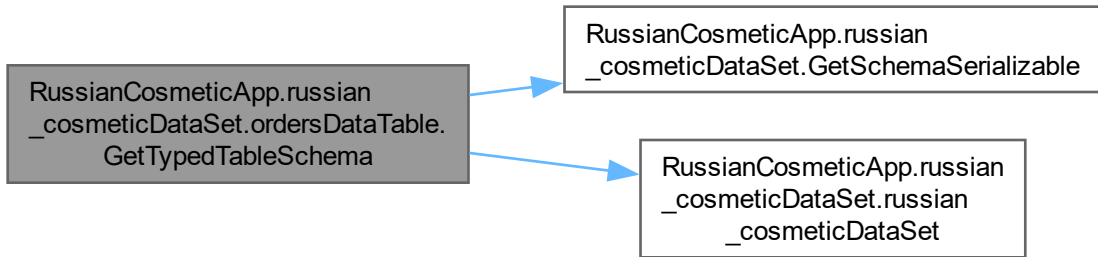 RussianCosmeticApp.russian
_cosmeticDataSet.ordersDataTable.
GetTypedTableSchema
RussianCosmeticApp.russian
_cosmeticDataSet.GetSchemaSerializable
RussianCosmeticApp.russian
_cosmeticDataSet.russian
_cosmeticDataSet